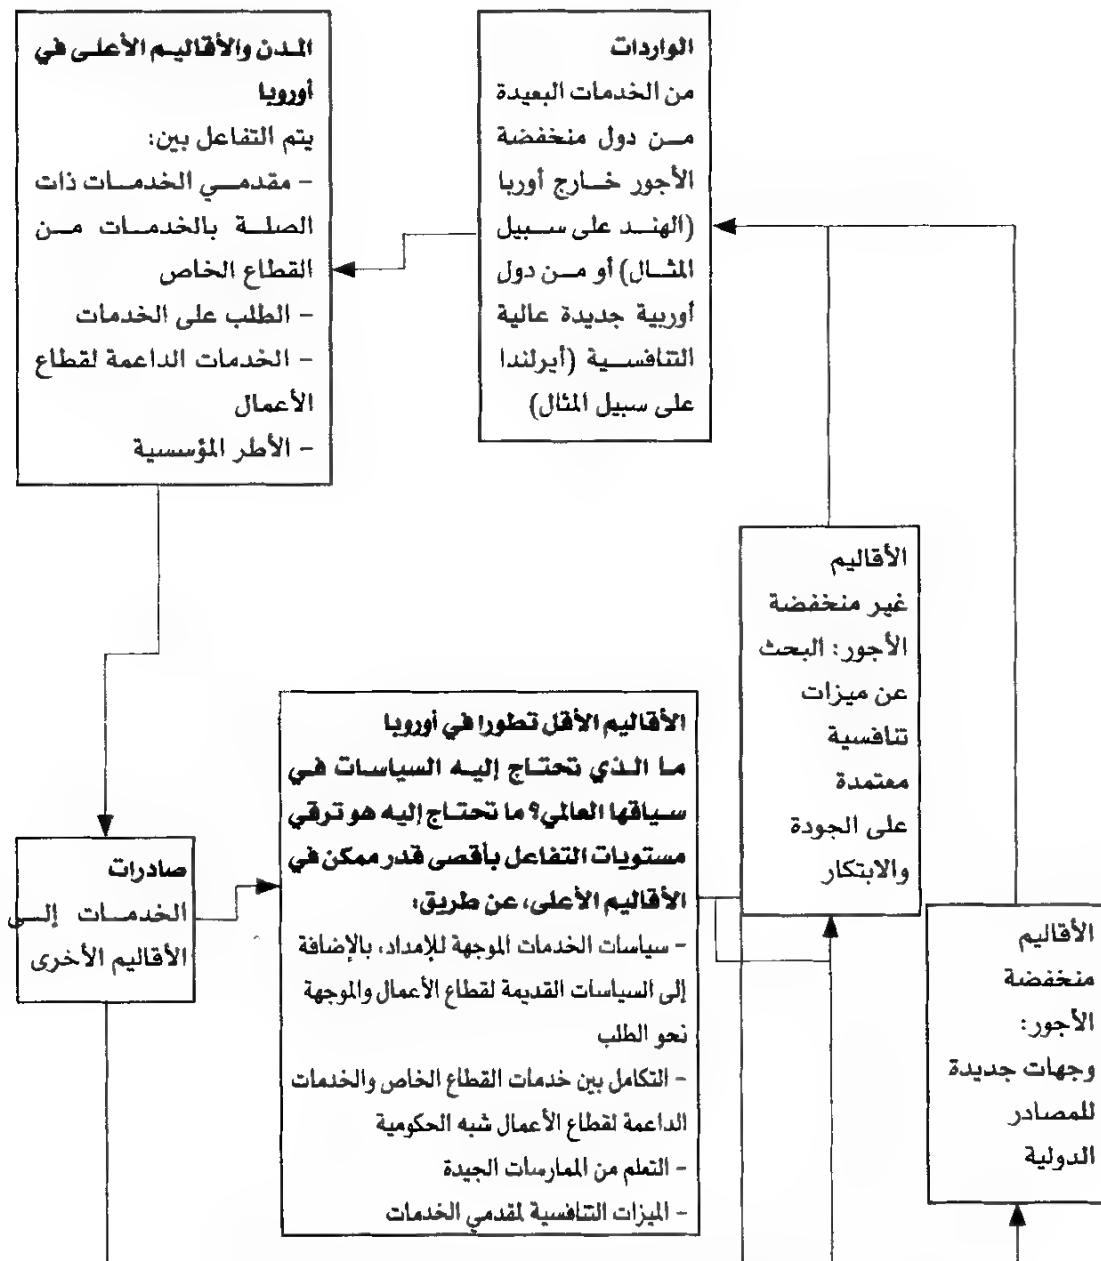 المدن والأقاليم الأعلى في
أوروبا
يتم التفاعل بين:
- مقدمي الخدمات ذات
الصلة بالخدمات من
القطاع الخاص
- الطلب على الخدمات
- الخدمات الداعمة لقطاع
الأعمال
- الأطر المؤسسية
الواردات
من الخدمات البعيدة
من دول منخفضة
الأجور خارج أوربا
(الهند على سبيل
المثال) أو من دول
أوربية جديدة عالية
التنافسية (أيرلندا
على سبيل المثال)
الأقاليم
غير منخفضة
الأجور: البحث
عن ميزات
تنافسية
معتمدة
على الجودة
والابتكار
الأقاليم الأقل تطورا في أوروبا
ما الذي تحتاج إليه السياسات في
سياقها العالمي؟ ما تحتاج إليه هو ترقي
مستويات التفاعل بأقصى قدر ممكن في
الأقاليم الأعلى، عن طريق:
- سياسات الخدمات الموجهة للإمداد، بالإضافة
إلى السياسات القديمة لقطاع الأعمال والموجهة
نحو الطلب
- التكامل بين خدمات القطاع الخاص والخدمات
الداعمة لقطاع الأعمال شبه الحكومية
- التعلم من الممارسات الجيدة
- الميزات التنافسية لمقدمي الخدمات
صادرات
الخدمات إلى
الأقاليم الأخرى
الأقاليم
منخفضة
الأجور:
وجهات جديدة
للمصادر
الدولية